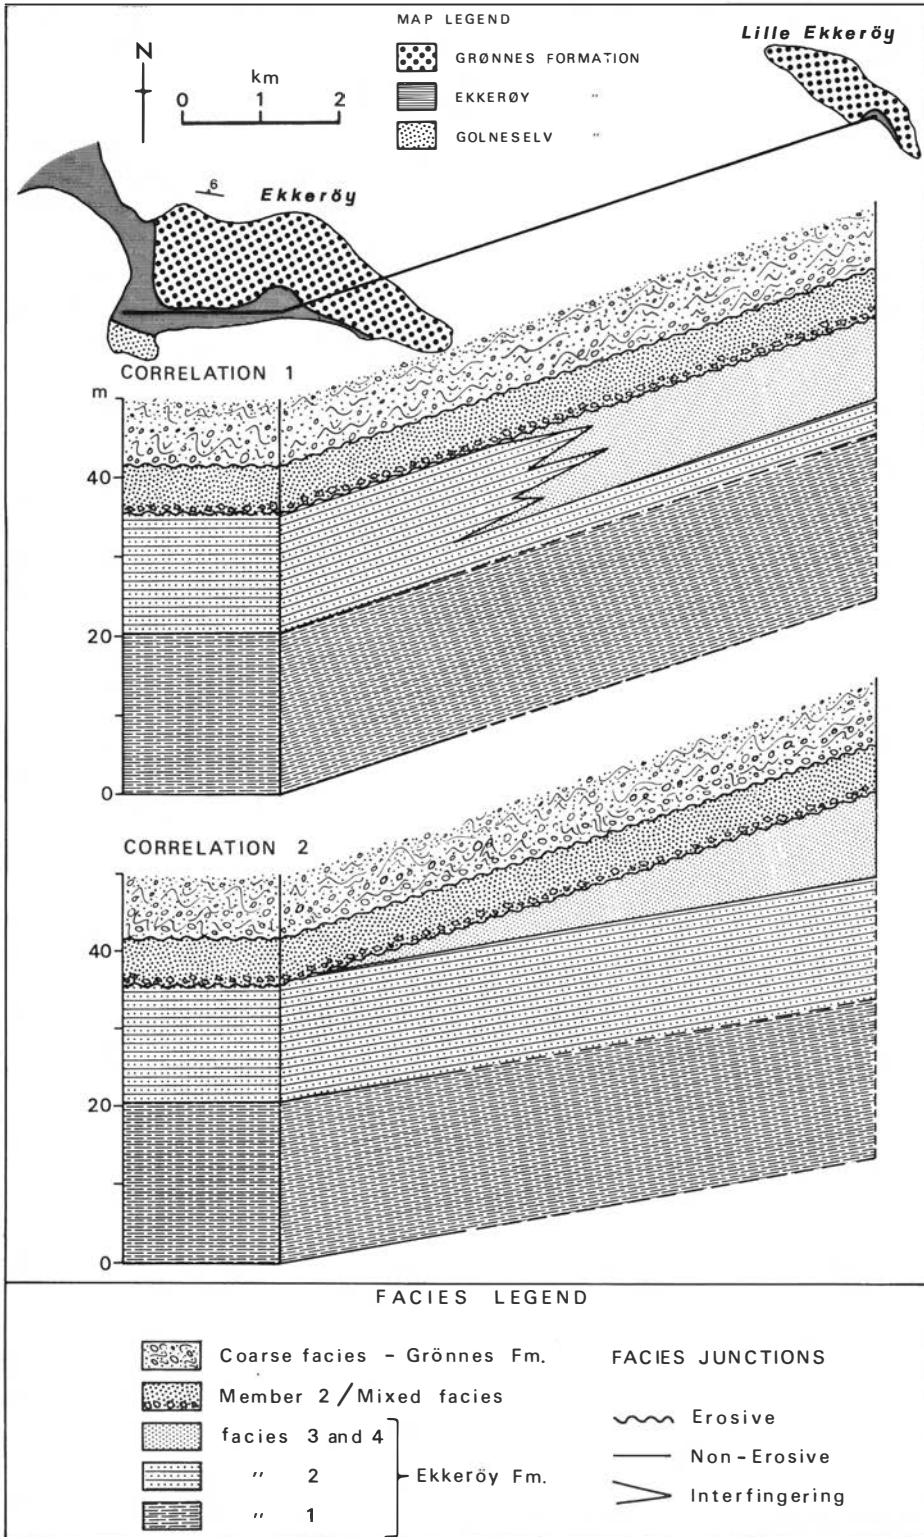 MAP LEGEND
Lille Ekkeröy
N
GRØNNES FORMATION
km
0 1 2
EKKERØY "
GOLNESELV "
6
Ekkeröy
CORRELATION 1
m
40
20
0
CORRELATION 2
40
20
0
FACIES LEGEND
Coarse facies - Grönnes Fm.
FACIES JUNCTIONS
Member 2 / Mixed facies
Erosive
facies 3 and 4
Non-Erosive
" 2
Ekkeröy Fm.
Interfingering
" 1